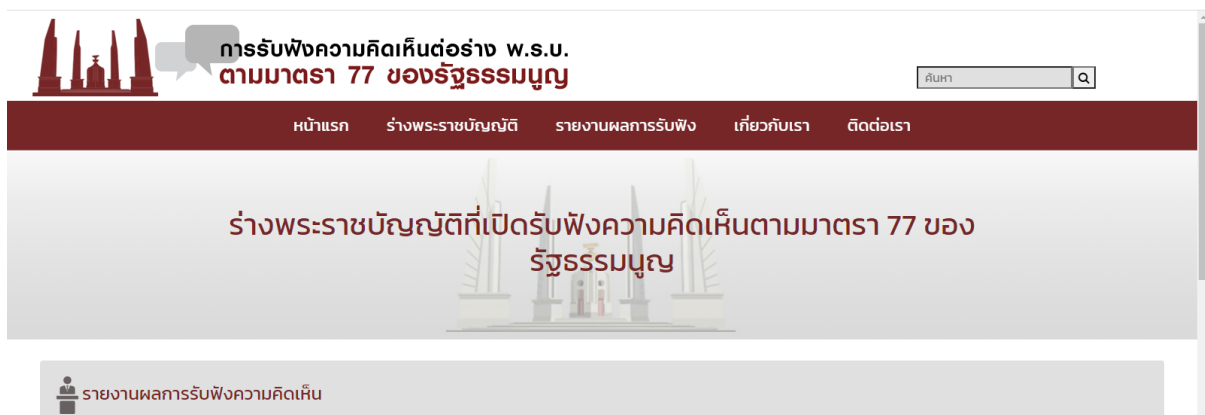 การรับฟังความคิดเห็นต่อร่าง พ.ร.บ.
ตามมาตรา 77 ของรัฐธรรมนูญ
ค้นหา
หน้าแรก ร่างพระราชบัญญัติ รายงานผลการรับฟัง เกี่ยวกับเรา ติดต่อเรา
ร่างพระราชบัญญัติที่เปิดรับฟังความคิดเห็นตามมาตรา 77 ของ
รัฐธรรมนูญ
รายงานผลการรับฟังความคิดเห็น